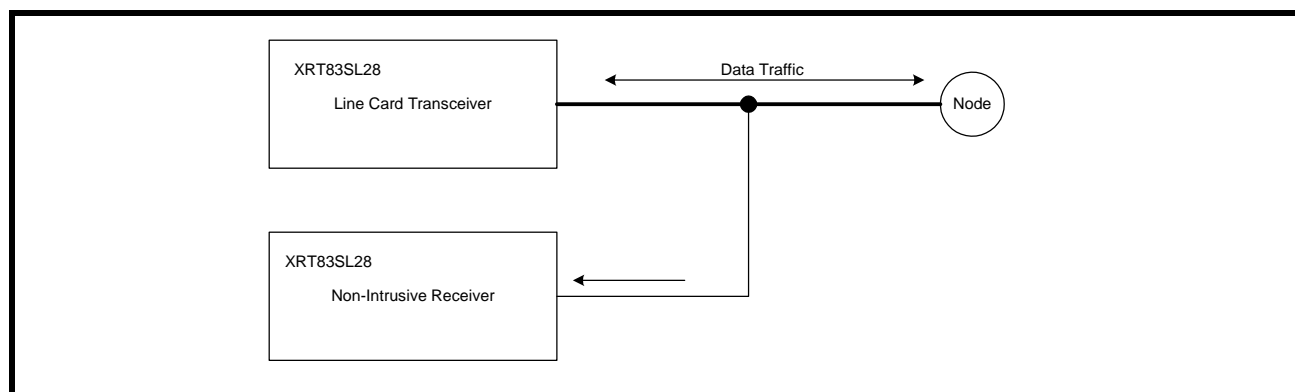 XRT83SL28
Line Card Transceiver
Data Traffic
Node
XRT83SL28
Non-Intrusive Receiver